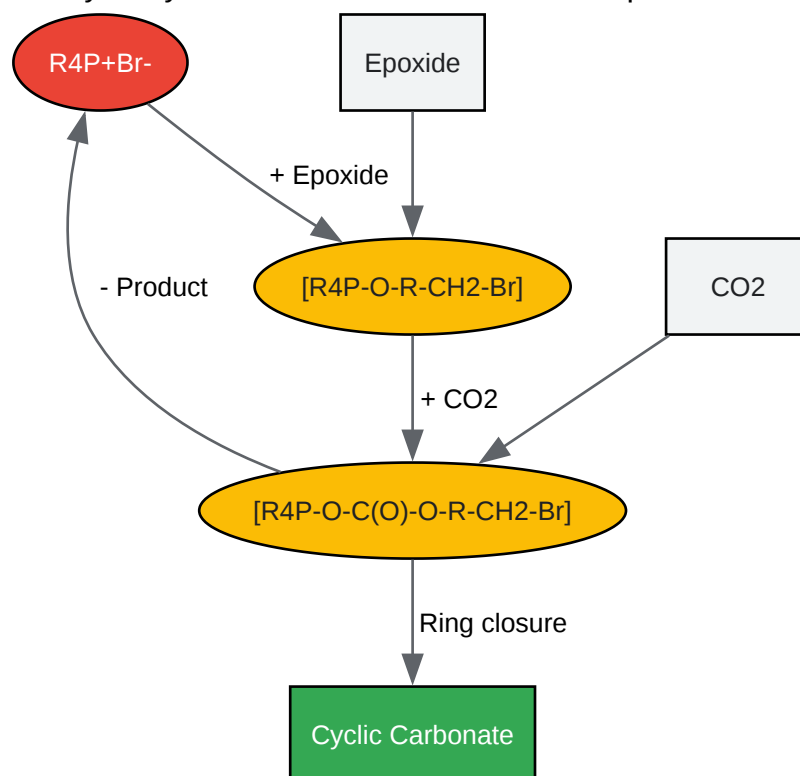 R4P+Br-
Epoxide
+ Epoxide
[R4P-O-R-CH2-Br]
CO2
- Product
+ CO2
[R4P-O-C(O)-O-R-CH2-Br]
Ring closure
Cyclic Carbonate